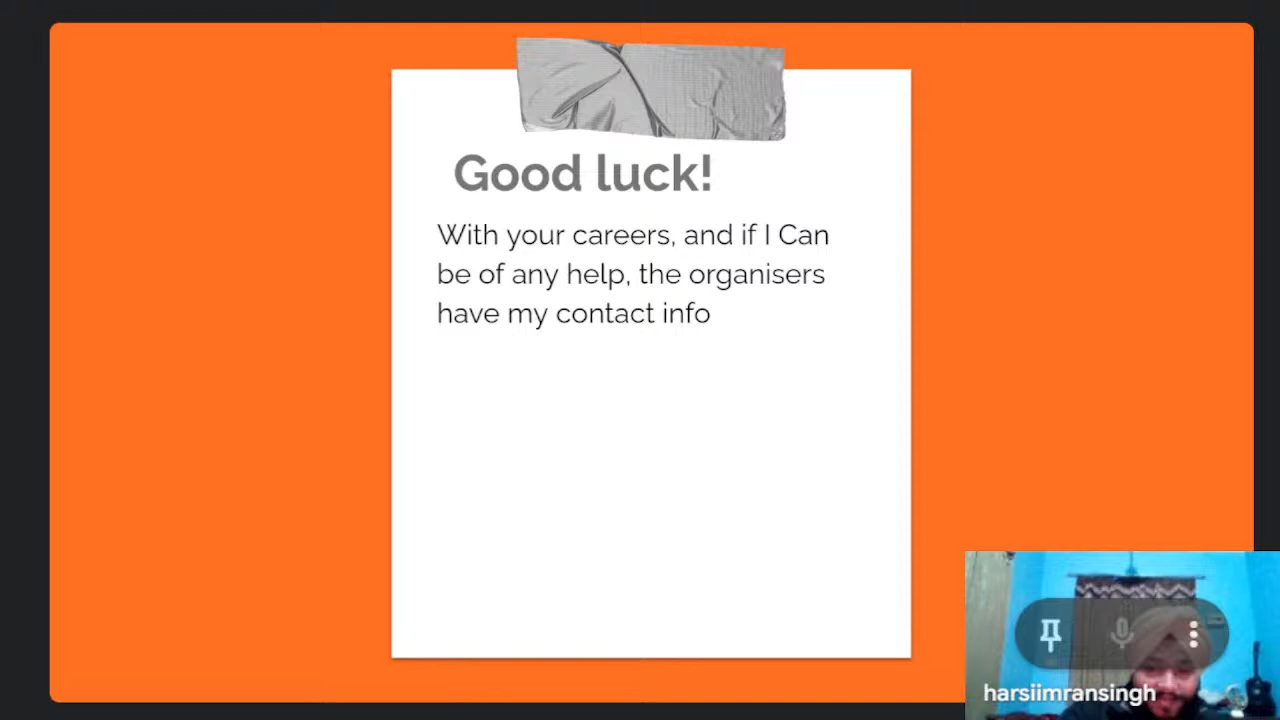 Good luck!
With your careers, and if I Can
be of any help, the organisers
have my contact info
harsiimransingh